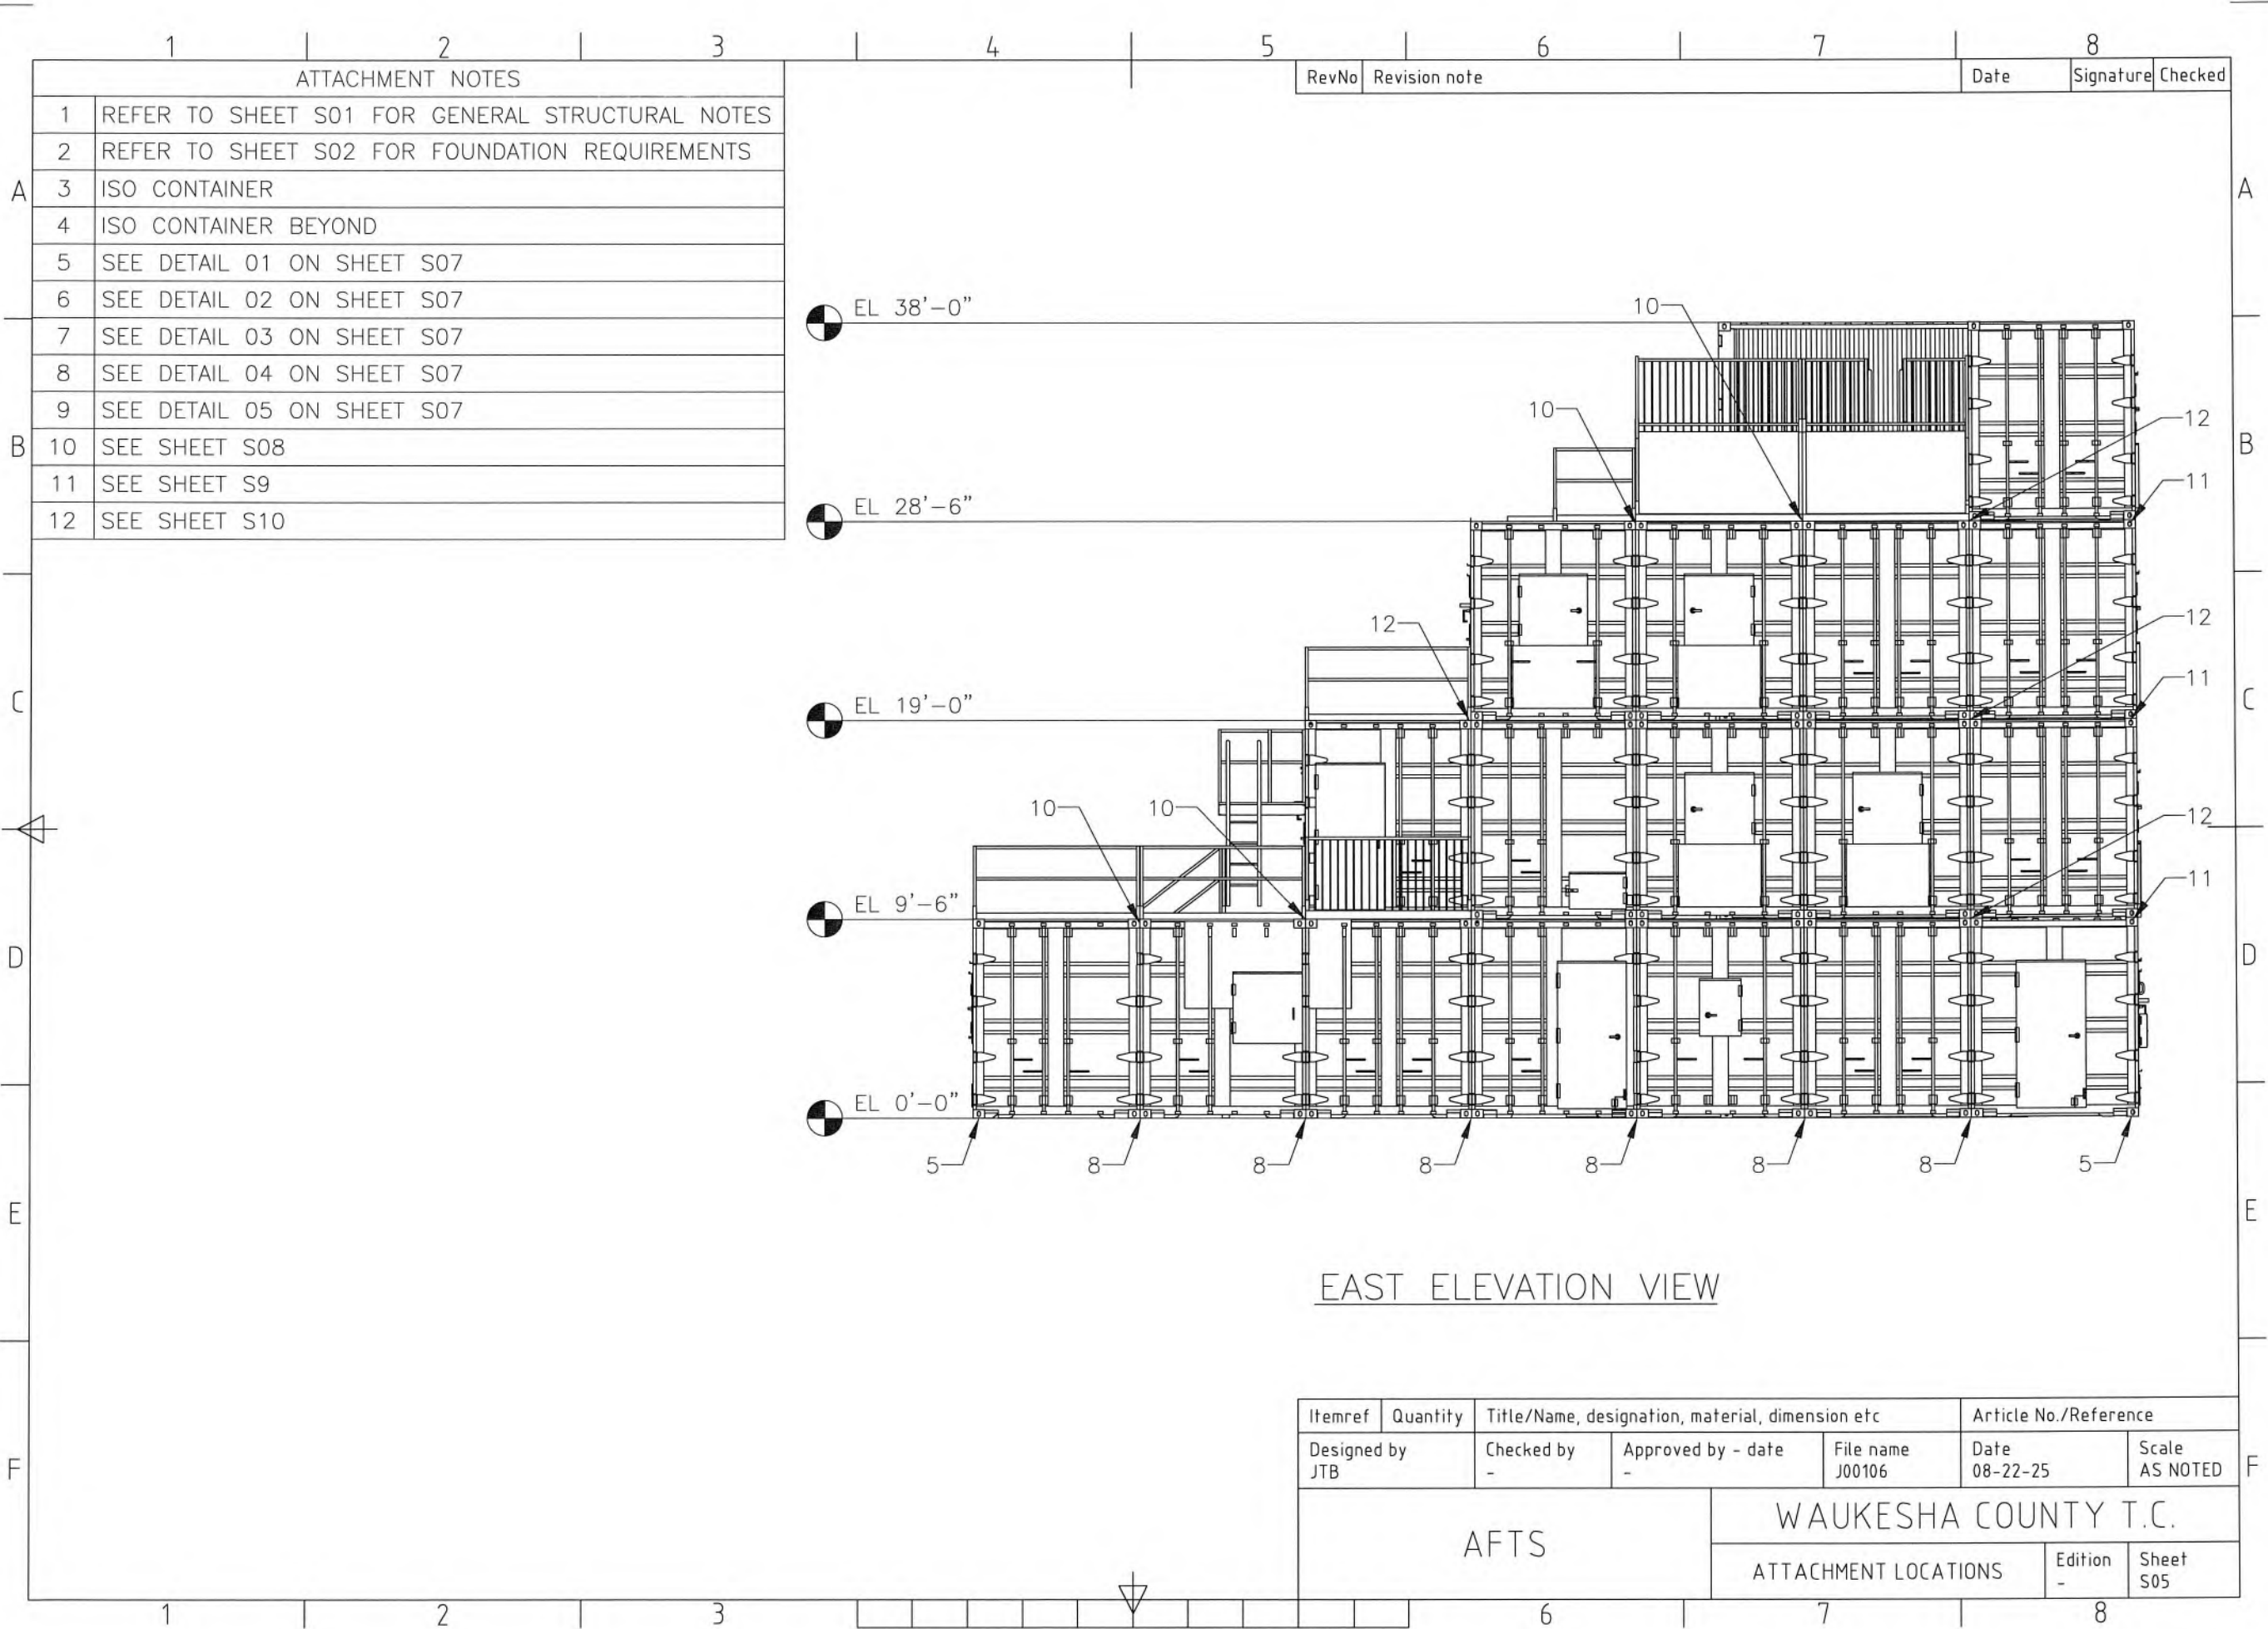 1 2 3 4 5 6 7 8
ATTACHMENT NOTES
1 REFER TO SHEET S01 FOR GENERAL STRUCTURAL NOTES
2 REFER TO SHEET S02 FOR FOUNDATION REQUIREMENTS
3 ISO CONTAINER
4 ISO CONTAINER BEYOND
5 SEE DETAIL 01 ON SHEET S07
6 SEE DETAIL 02 ON SHEET S07
7 SEE DETAIL 03 ON SHEET S07
8 SEE DETAIL 04 ON SHEET S07
9 SEE DETAIL 05 ON SHEET S07
10 SEE SHEET S08
11 SEE SHEET S9
12 SEE SHEET S10
RevNo Revision note Date Signature Checked
A A
B B
C C
D D
E E
F F
EL 38'-0"
10
10
12
11
EL 28'-6"
12
12
11
EL 19'-0"
10 10
12
11
EL 9'-6"
EL 0'-0"
5 8 8 8 8 8 8 5
EAST ELEVATION VIEW
Itemref Quantity Title/Name, designation, material, dimension etc Article No./Reference
Designed by
JTB
Checked by
-
Approved by - date
-
File name
J00106
Date
08-22-25
Scale
AS NOTED
AFTS
WAUKESHA COUNTY T.C.
ATTACHMENT LOCATIONS
Edition
-
Sheet
S05
1 2 3 6 7 8